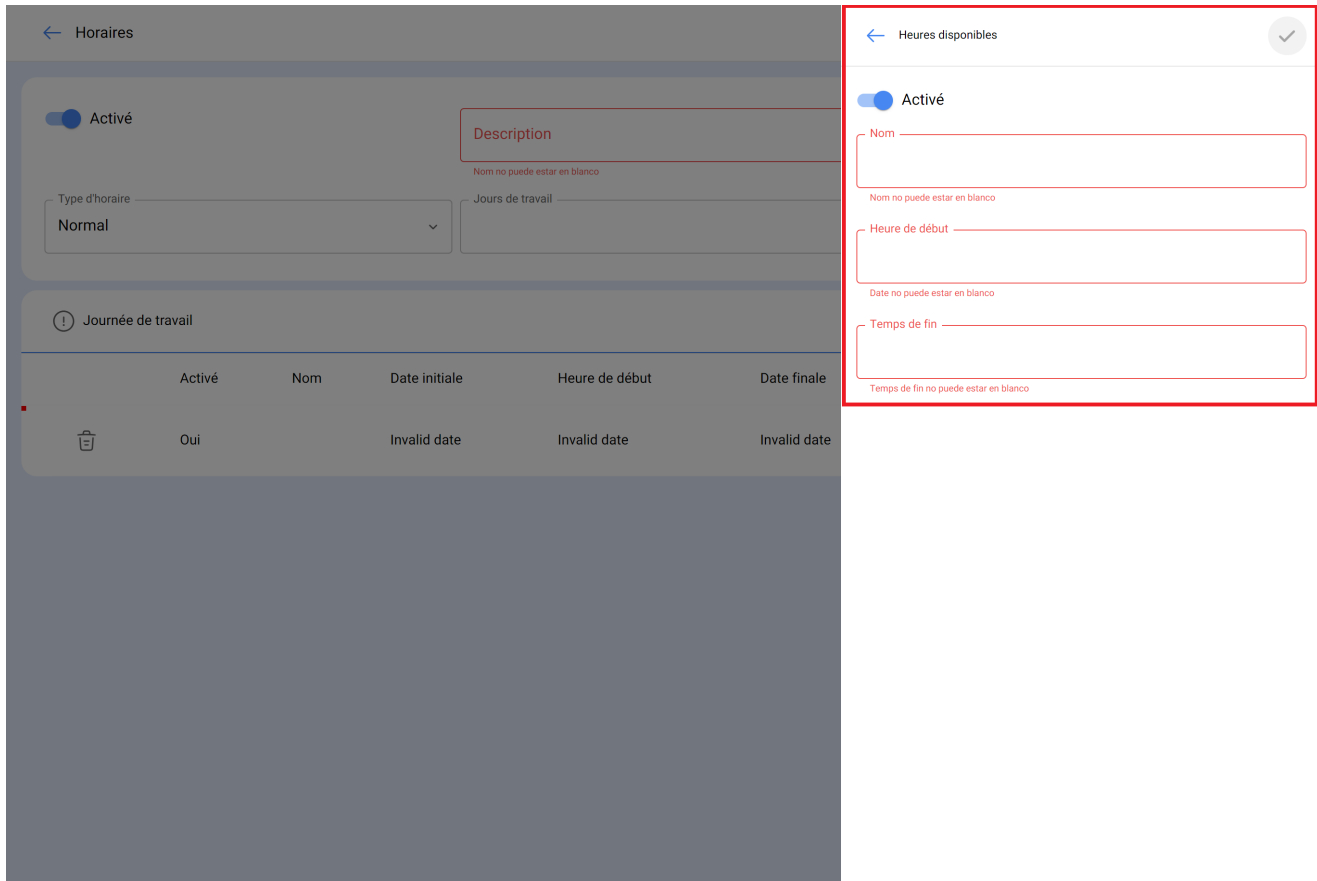 Horaires
Activé
Description
Nom no puede estar en blanco
Type d'horaire
Normal
Jours de travail
Journée de travail
Activé Nom Date initiale Heure de début Date finale
Oui Invalid date Invalid date Invalid date
Heures disponibles
Activé
Nom
Nom no puede estar en blanco
Heure de début
Date no puede estar en blanco
Temps de fin
Temps de fin no puede estar en blanco